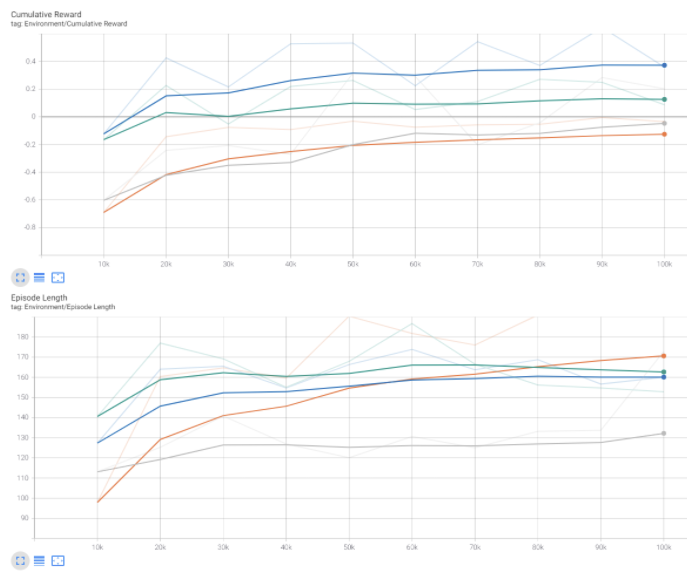 Cumulative Reward
tag: Environment/Cumulative Reward
0.4
0.2
0
-0.2
-0.4
-0.6
-0.8
10k 20k 30k 40k 50k 60k 70k 80k 90k 100k
Episode Length
tag: Environment/Episode Length
180
170
160
150
140
130
120
110
100
90
10k 20k 30k 40k 50k 60k 70k 80k 90k 100k